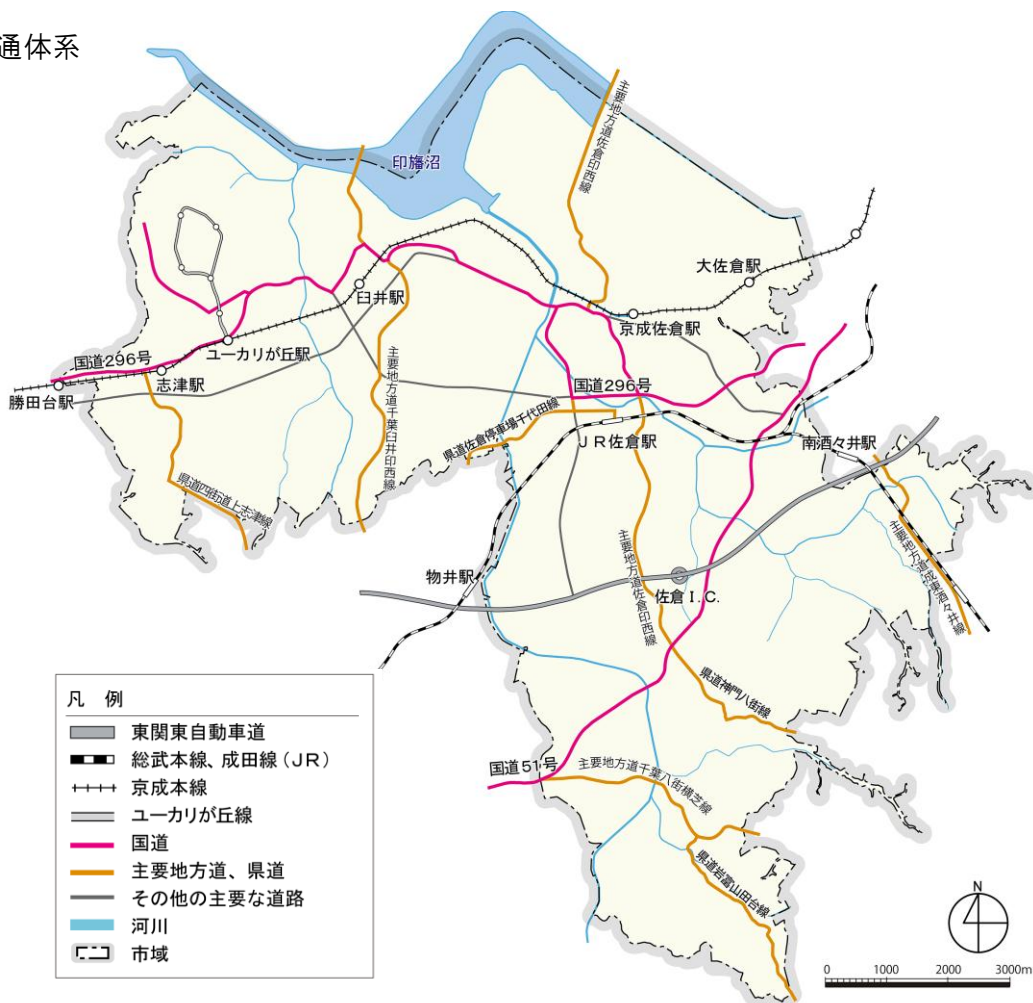 通体系
主要地方道佐倉印西線
印旛沼
大佐倉駅
臼井駅
京成佐倉駅
ユーカリが丘駅
国道296号
志津駅
勝田台駅
主要地方道千葉臼井印西線
国道296号
県道佐倉停車場千代田線
JR佐倉駅
南酒々井駅
県道四街道上志津線
物井駅
主要地方道佐倉印西線
佐倉I.C.
主要地方道成東酒々井線
県道神門八街線
国道51号
主要地方道千葉八街横芝線
県道岩富山田台線
凡 例
東関東自動車道
総武本線、成田線(JR)
京成本線
ユーカリが丘線
国道
主要地方道、県道
その他の主要な道路
河川
市域
N
0 1000 2000 3000m